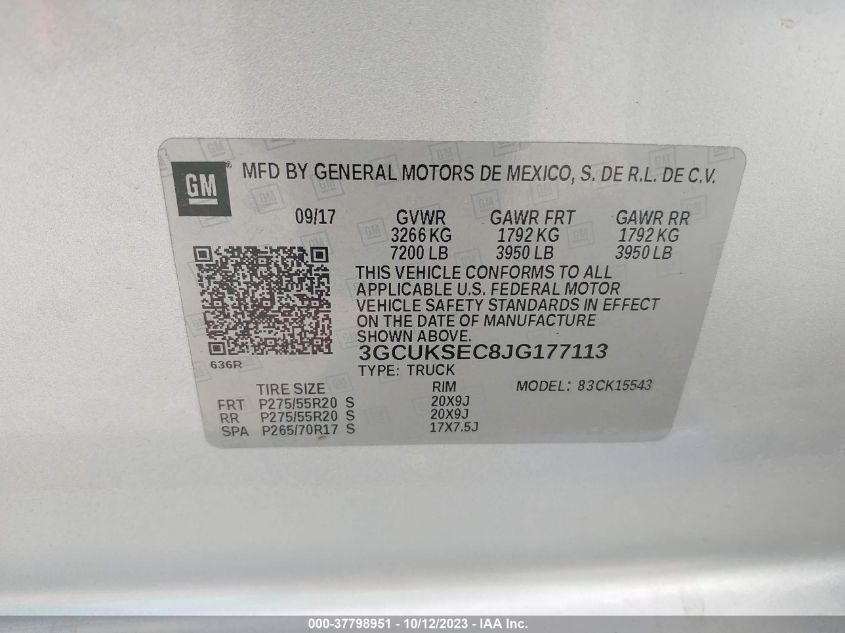 GM ® MFD BY GENERAL MOTORS DE MEXICO, S. DE R.L. DE C.V.
09/17 GVWR GAWR FRT GAWR RR
3266 KG 1792 KG 1792 KG
7200 LB 3950 LB 3950 LB
THIS VEHICLE CONFORMS TO ALL
APPLICABLE U.S. FEDERAL MOTOR
VEHICLE SAFETY STANDARDS IN EFFECT
ON THE DATE OF MANUFACTURE
SHOWN ABOVE.
636R
3GCUKSEC8JG177113
TYPE: TRUCK
TIRE SIZE RIM MODEL: 83CK15543
FRT P275/55R20 S 20X9J
RR P275/55R20 S 20X9J
SPA P265/70R17 S 17X7.5J
000-37798951 - 10/12/2023 - IAA Inc.